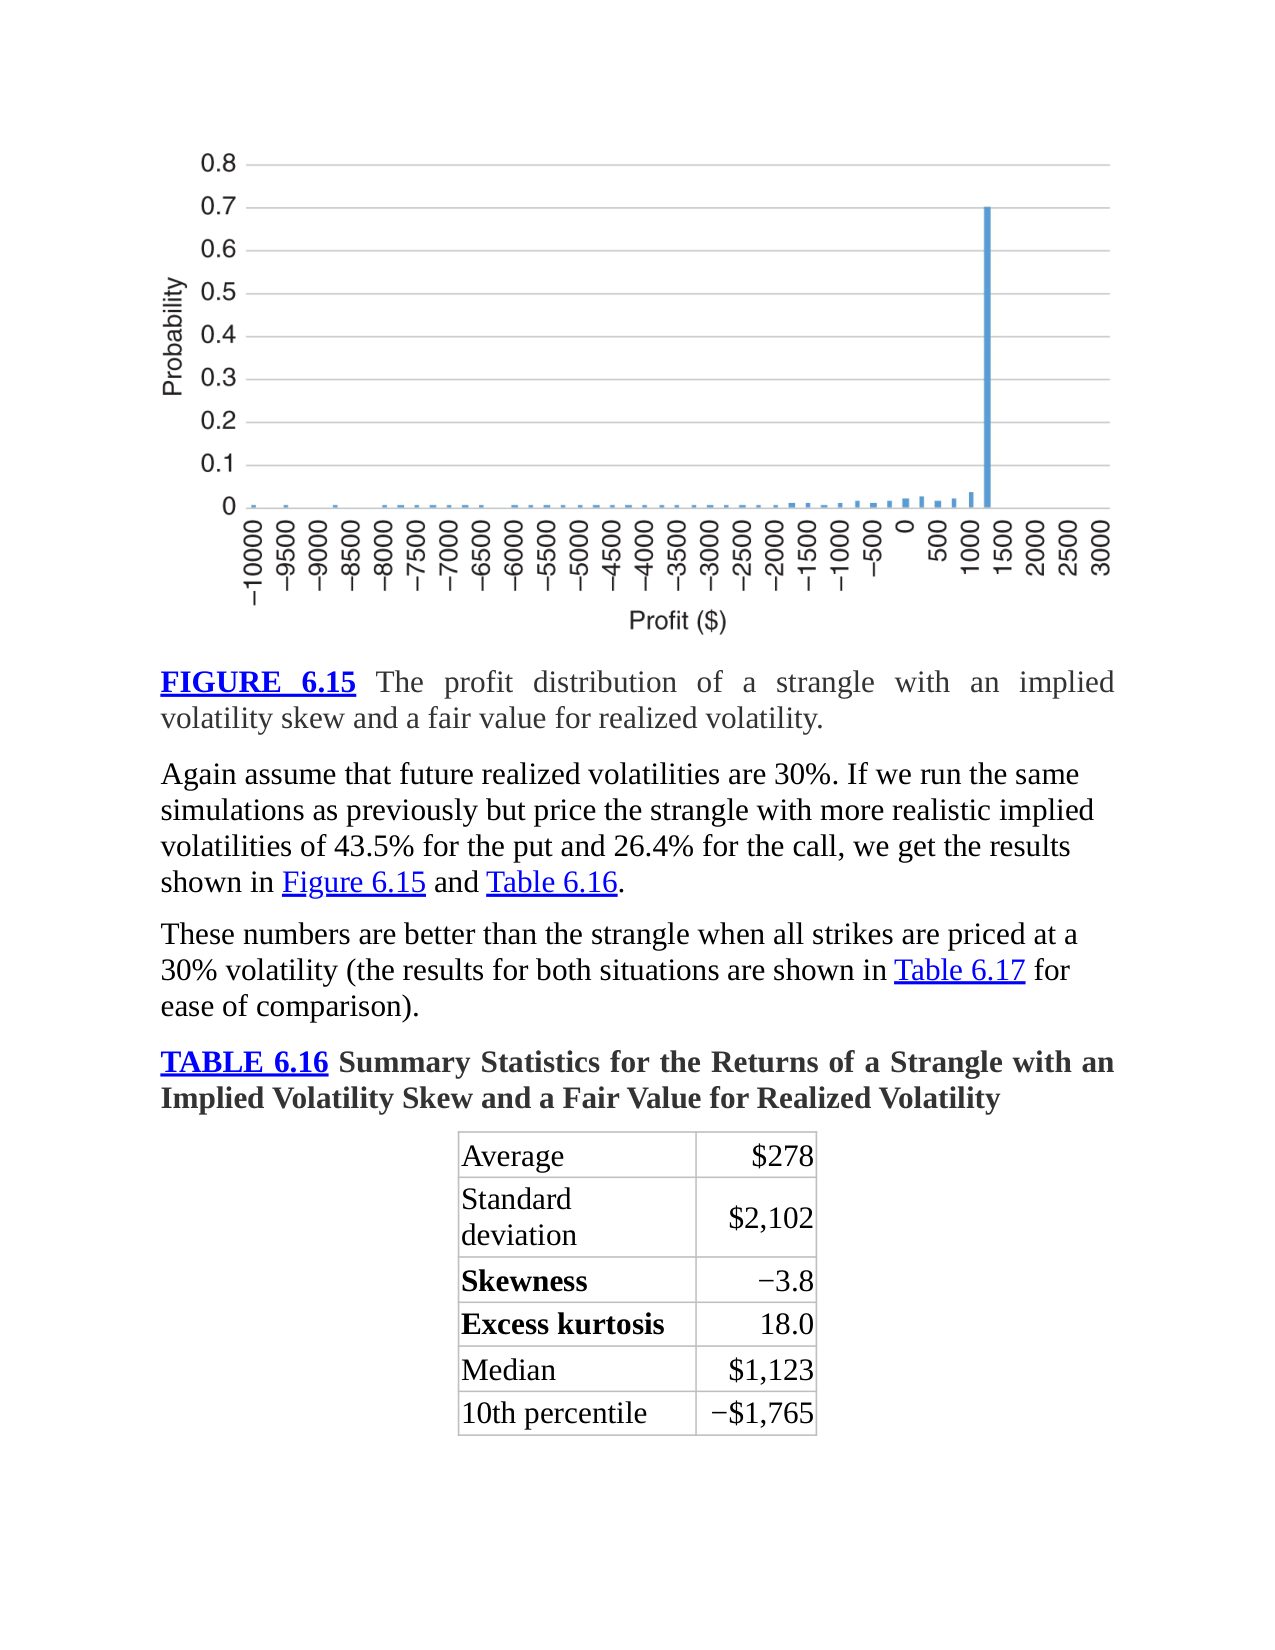 0.8
0.7
0.6
0.5
0.4
0.3
0.2
0.1
0
Probability
−10000
−9500
−9000
−8500
−8000
−7500
−7000
−6500
−6000
−5500
−5000
−4500
−4000
−3500
−3000
−2500
−2000
−1500
−1000
−500
0
500
1000
1500
2000
2500
3000
Profit ($)
FIGURE 6.15 The profit distribution of a strangle with an implied
volatility skew and a fair value for realized volatility.
Again assume that future realized volatilities are 30%. If we run the same
simulations as previously but price the strangle with more realistic implied
volatilities of 43.5% for the put and 26.4% for the call, we get the results
shown in Figure 6.15 and Table 6.16.
These numbers are better than the strangle when all strikes are priced at a
30% volatility (the results for both situations are shown in Table 6.17 for
ease of comparison).
TABLE 6.16 Summary Statistics for the Returns of a Strangle with an
Implied Volatility Skew and a Fair Value for Realized Volatility
Average $278
Standard
deviation $2,102
Skewness −3.8
Excess kurtosis 18.0
Median $1,123
10th percentile −$1,765